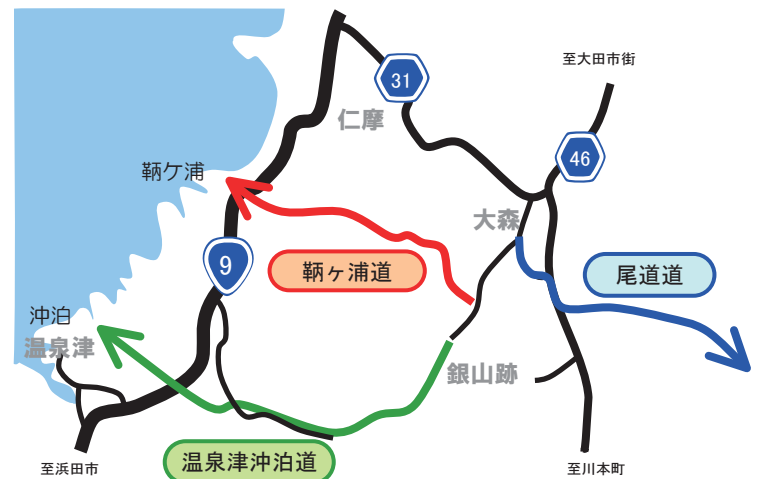 至大田市街
31
仁摩
46
鞆ケ浦
大森
9
鞆ヶ浦道
尾道道
沖泊
温泉津
銀山跡
温泉津沖泊道
至浜田市
至川本町